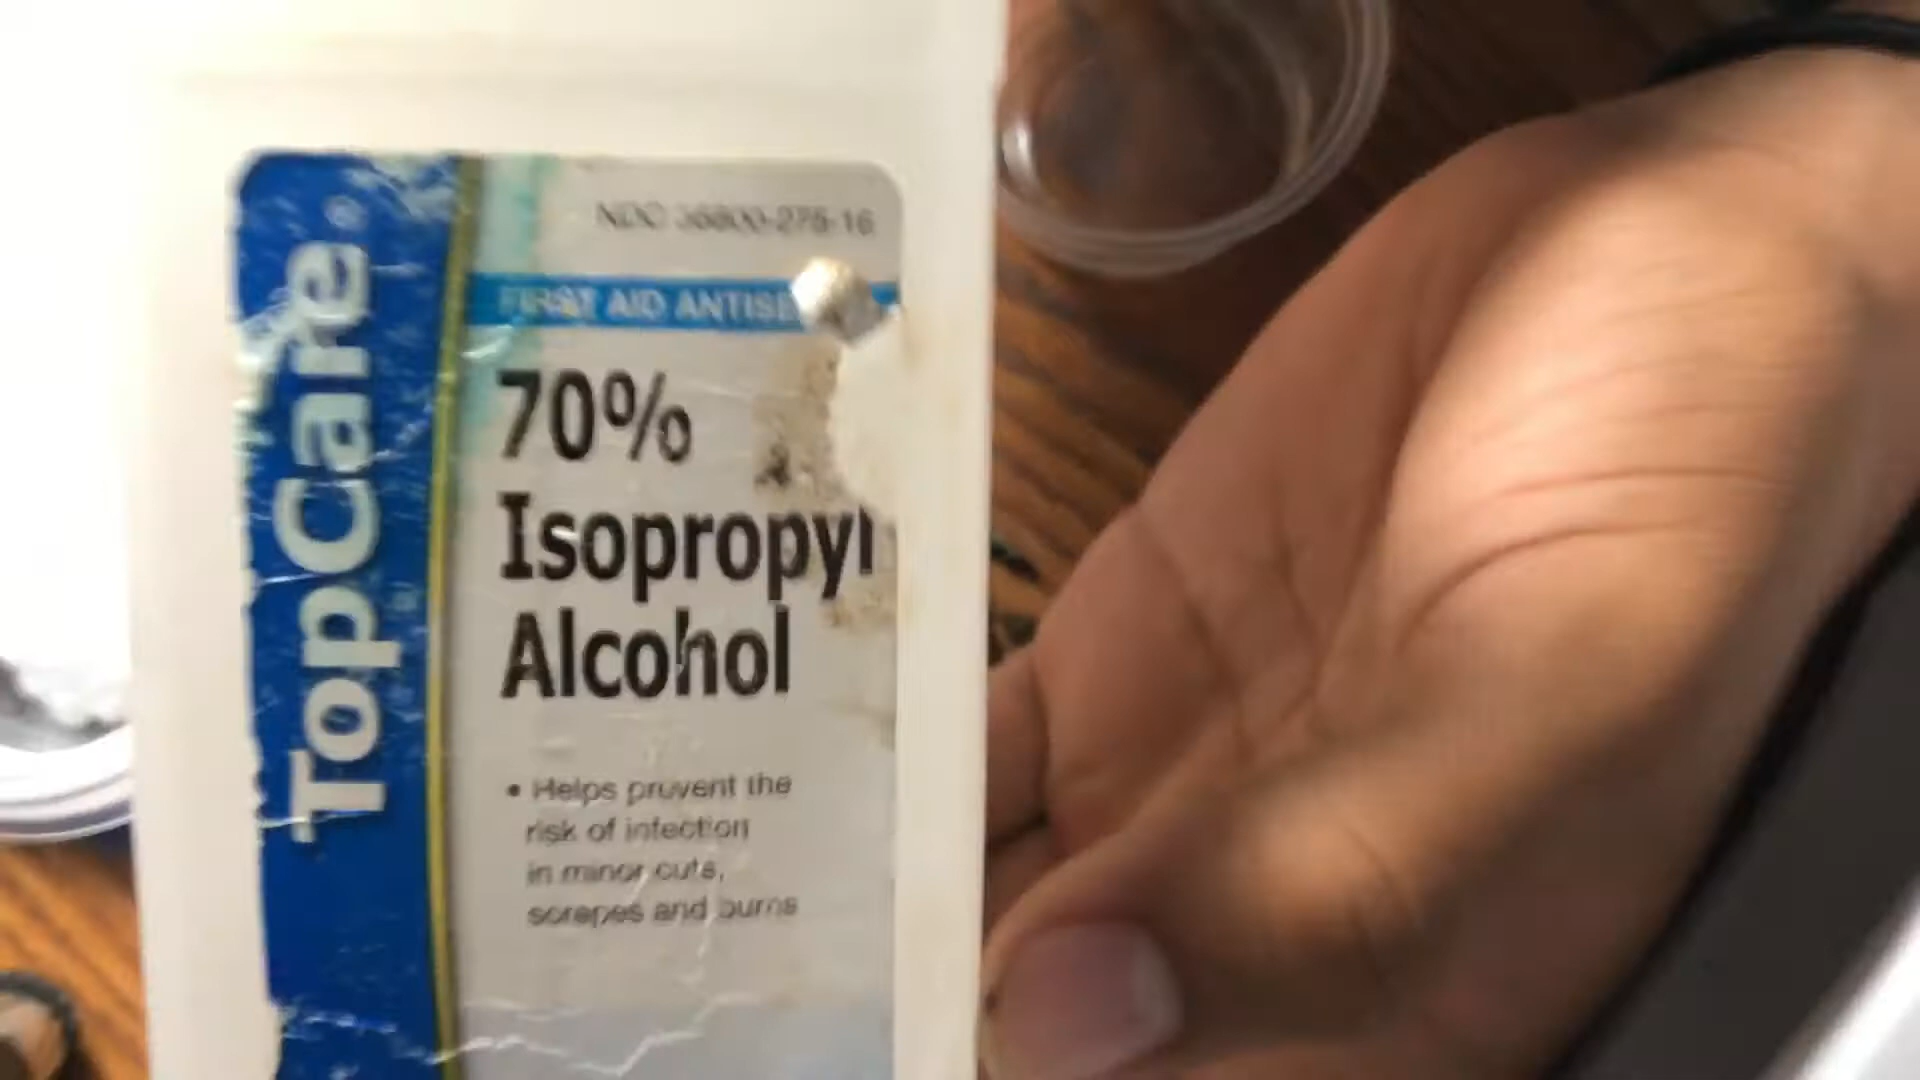 TopCare®
NDC 36800-275-16
FIRST AID ANTISE
70%
Isopropyl
Alcohol
• Helps prevent the
risk of infection
in minor cuts,
scrapes and burns